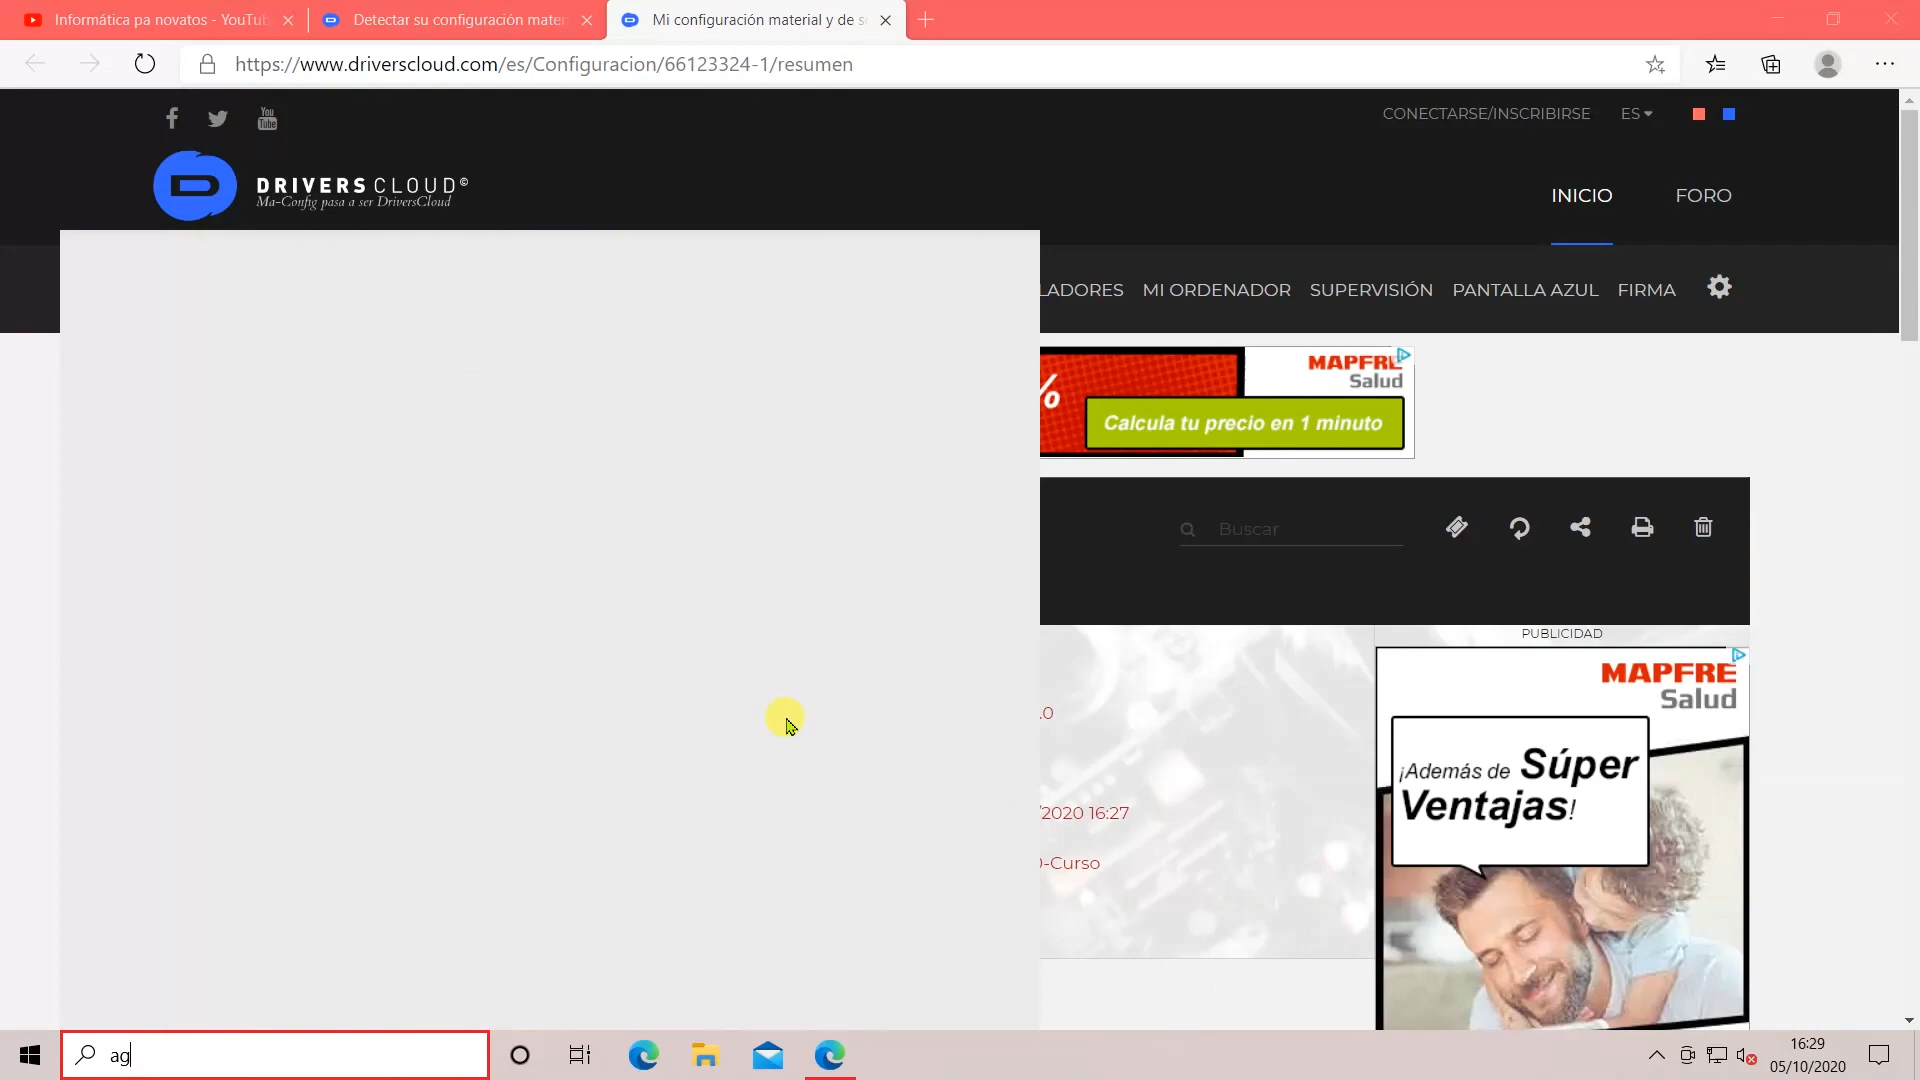 Informática pa novatos - YouTub
Detectar su configuración mater
Mi configuración material y de s
https://www.driverscloud.com/es/Configuracion/66123324-1/resumen
You
Tube
CONECTARSE/INSCRIBIRSE
ES
DRIVERS CLOUD©
Ma-Config pasa a ser DriversCloud
INICIO
FORO
LADORES
MI ORDENADOR
SUPERVISIÓN
PANTALLA AZUL
FIRMA
%
MAPFRE
Salud
Calcula tu precio en 1 minuto
Buscar
PUBLICIDAD
MAPFRE
Salud
.0
¡Además de Súper
Ventajas!
/2020 16:27
-Curso
ag
16:29
05/10/2020